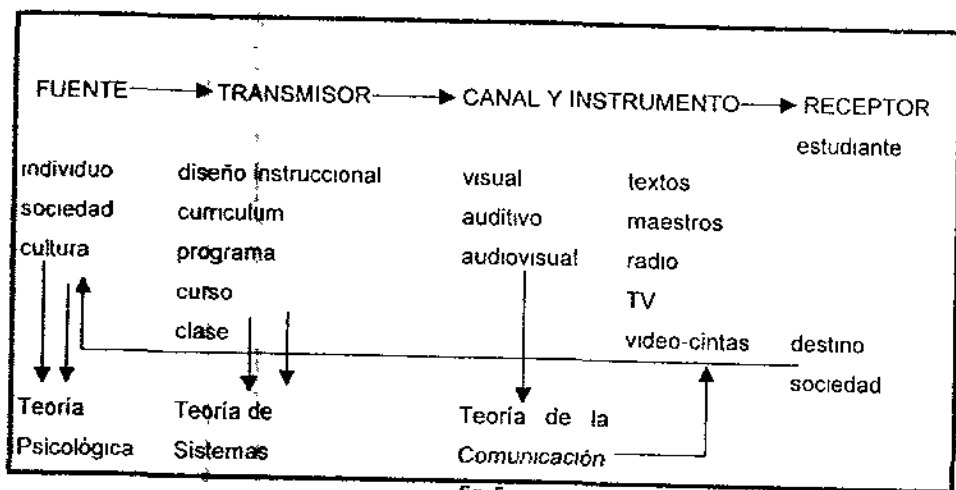 FUENTE TRANSMISOR CANAL Y INSTRUMENTO RECEPTOR
estudiante
individuo diseño instruccional visual textos
sociedad curriculum auditivo maestros
cultura programa audiovisual radio
curso TV
clase video-cintas destino
sociedad
Teoría Teoría de Teoría de la
Psicológica Sistemas Comunicación